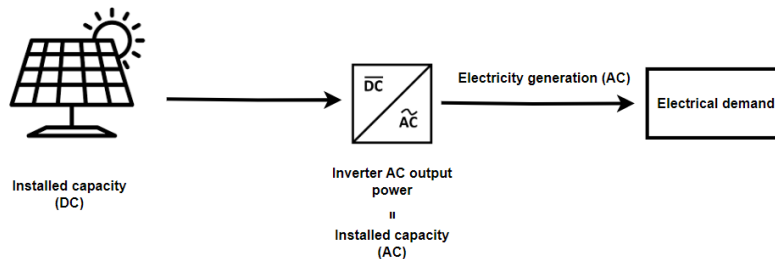 Installed capacity
(DC)
DC
AC
Inverter AC output
power
=
Installed capacity
(AC)
Electricity generation (AC)
Electrical demand